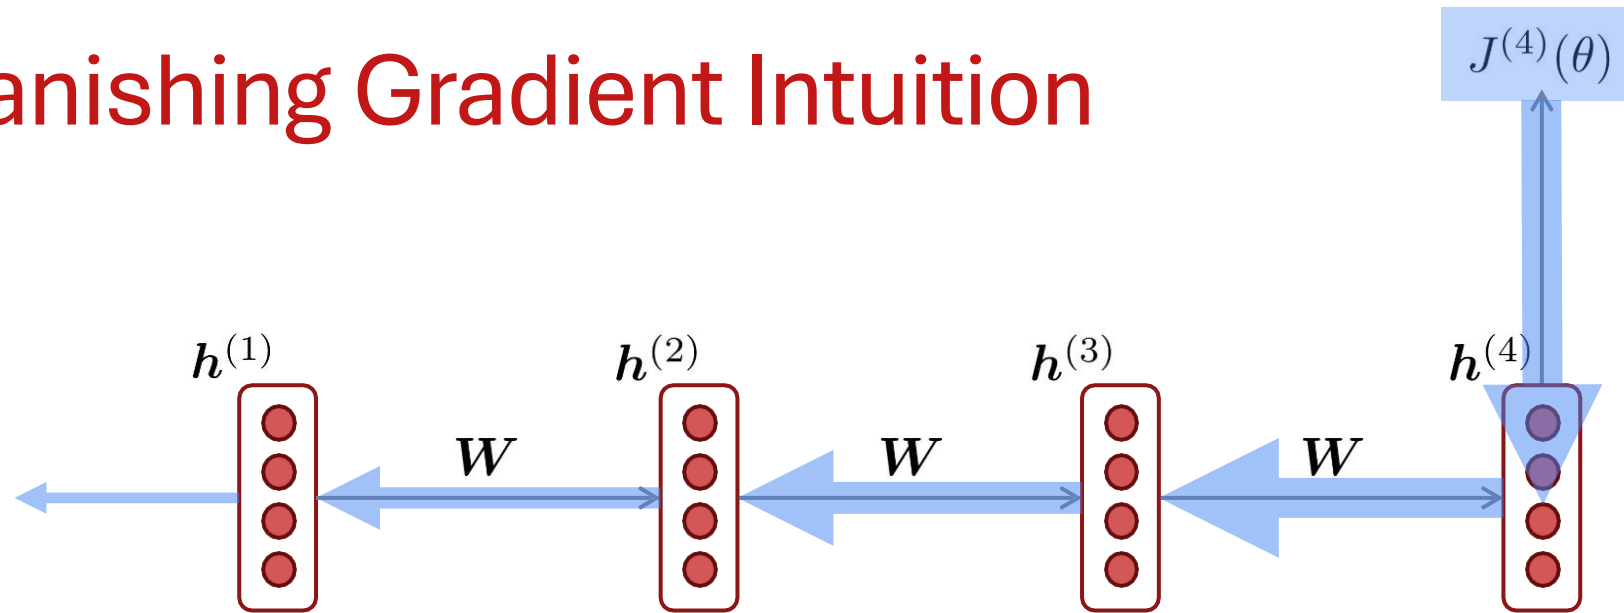 anishing Gradient Intuition
J^{(4)}(θ)
h^{(1)}
h^{(2)}
h^{(3)}
h^{(4)}
W
W
W